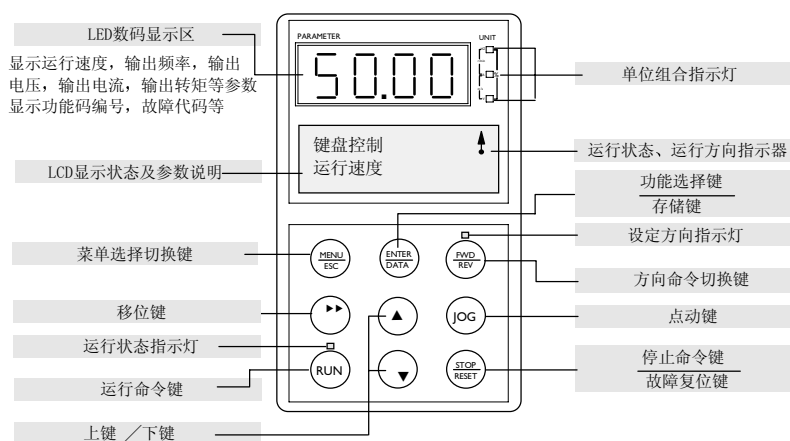 LED数码显示区
显示运行速度，输出频率，输出
电压，输出电流，输出转矩等参数
显示功能码编号，故障代码等
LCD显示状态及参数说明
菜单选择切换键
移位键
运行状态指示灯
运行命令键
上键 ／下键
PARAMETER
UNIT
50.00
键盘控制
运行速度
MENU
ESC
ENTER
DATA
FWD
REV
JOG
RUN
STOP
RESET
单位组合指示灯
运行状态、运行方向指示器
功能选择键
存储键
设定方向指示灯
方向命令切换键
点动键
停止命令键
故障复位键